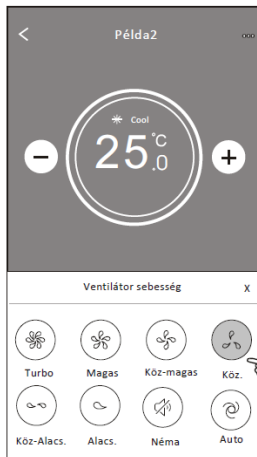 Példa2
Cool
25.0°C
Ventilátor sebesség x
Turbo Magas Köz-magas Köz.
Köz-Alacs. Alacs. Néma Auto